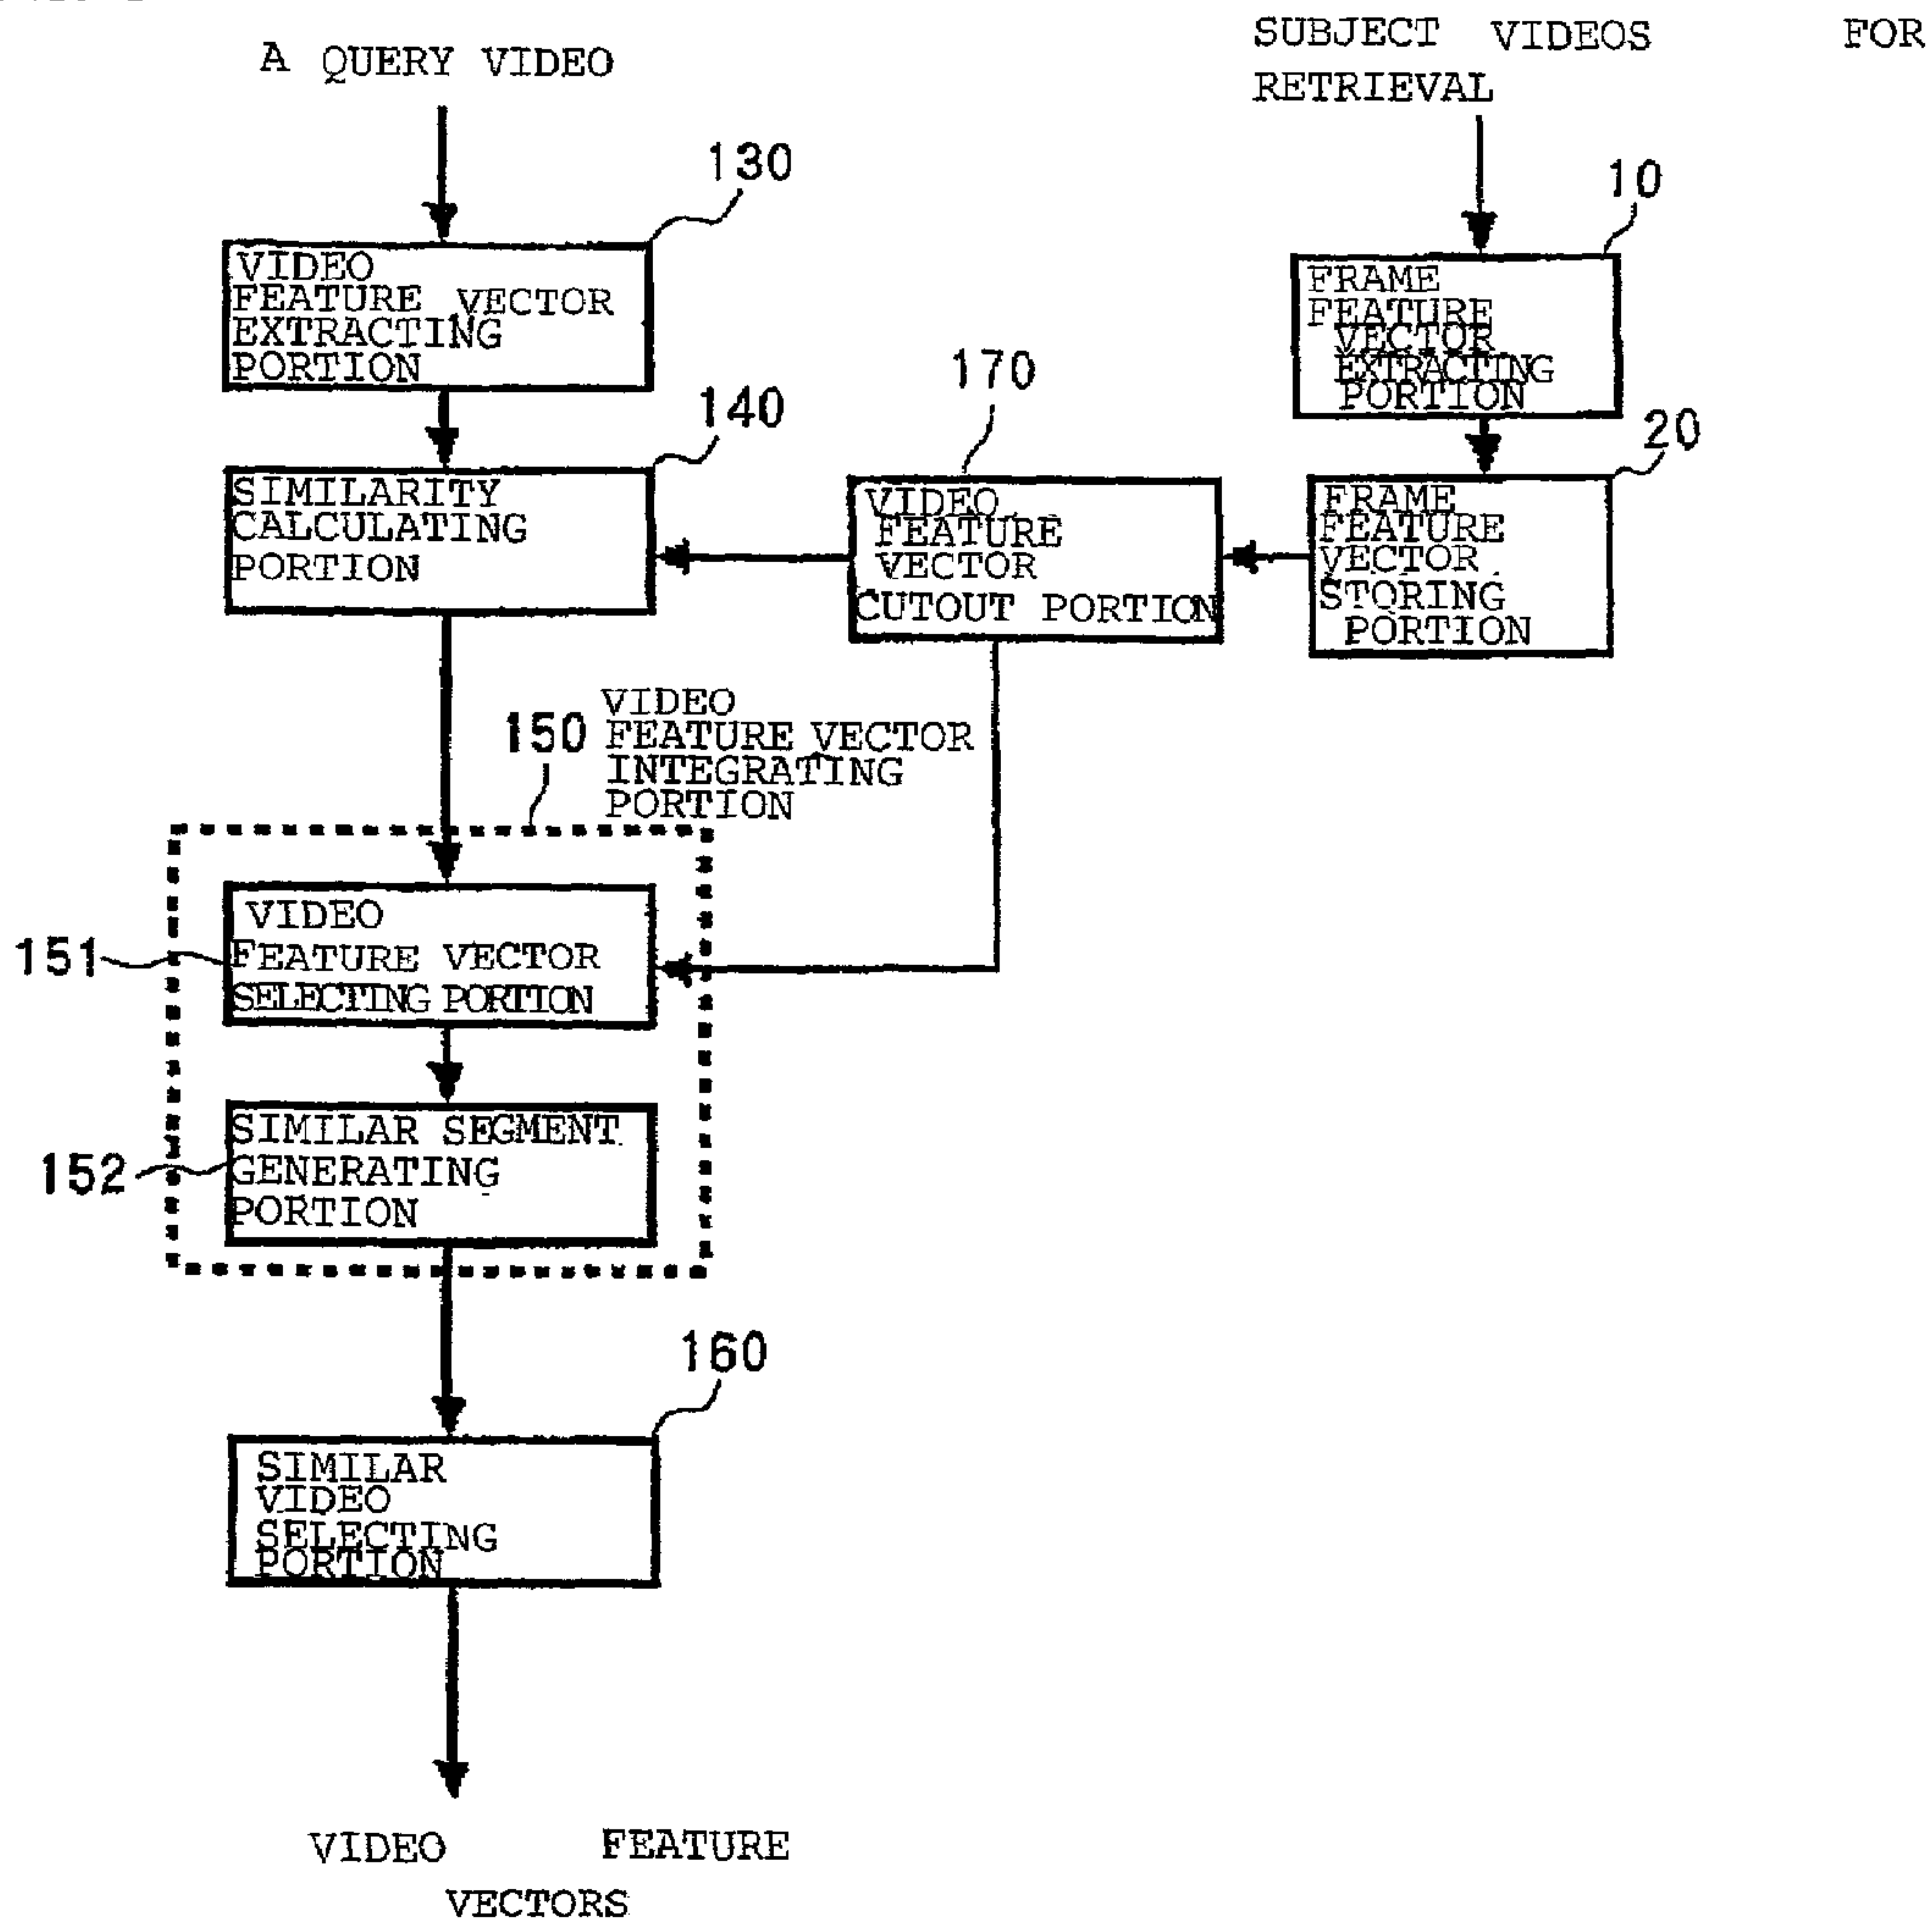 A QUERY VIDEO
SUBJECT VIDEOS FOR
RETRIEVAL
130
10
VIDEO
FEATURE VECTOR
EXTRACTING
PORTION
FRAME
FEATURE
VECTOR
EXTRACTING
PORTION
140
170
20
SIMILARITY
CALCULATING
PORTION
VIDEO
FEATURE
VECTOR
CUTOUT PORTION
FRAME
FEATURE
VECTOR
STORING
PORTION
150
VIDEO
FEATURE VECTOR
INTEGRATING
PORTION
151
VIDEO
FEATURE VECTOR
SELECTING PORTION
152
SIMILAR SEGMENT
GENERATING
PORTION
160
SIMILAR
VIDEO
SELECTING
PORTION
VIDEO FEATURE
VECTORS